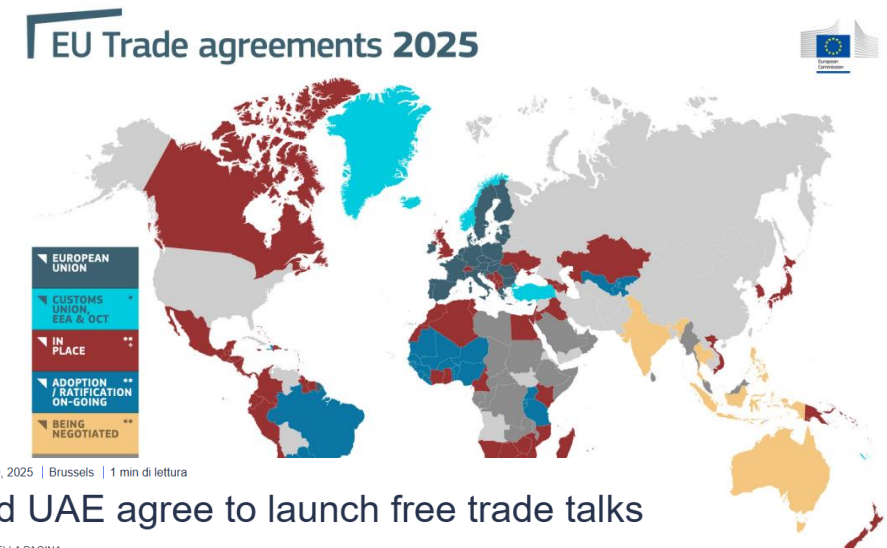 EU Trade agreements 2025
European
Commission
EUROPEAN
UNION
CUSTOMS *
UNION,
EEA & OCT
IN **
PLACE +
ADOPTION **
/ RATIFICATION
ON-GOING
BEING **
NEGOTIATED
, 2025 | Brussels | 1 min di lettura
d UAE agree to launch free trade talks